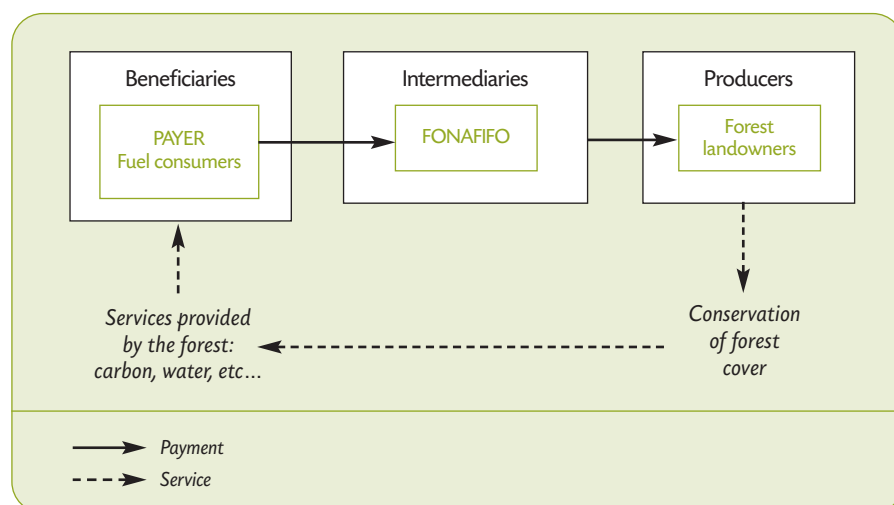 Beneficiaries
PAYER
Fuel consumers
Intermediaries
FONAFIFO
Producers
Forest
landowners
Services provided
by the forest:
carbon, water, etc...
Conservation
of forest
cover
Payment
Service